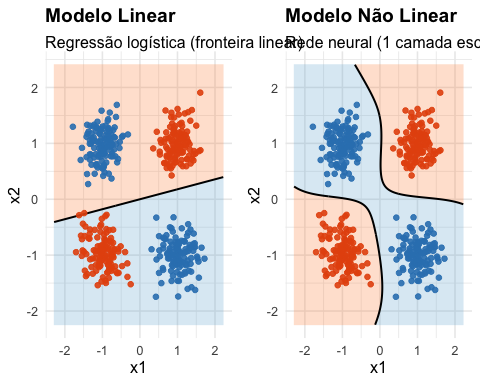 Modelo Linear
Regressão logística (fronteira linear)
x2
2
1
0
-1
-2
-2 -1 0 1 2
x1
Modelo Não Linear
Rede neural (1 camada esc
x2
2
1
0
-1
-2
-2 -1 0 1 2
x1